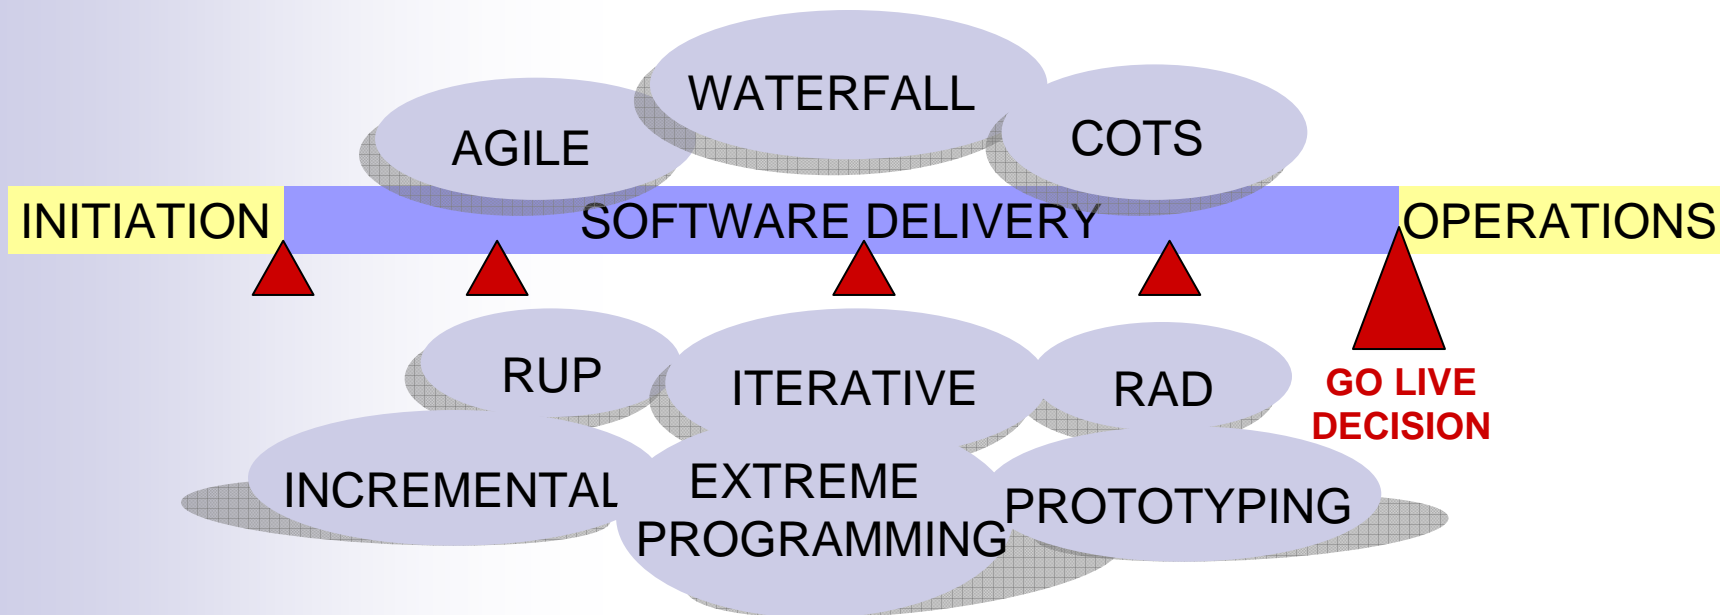 WATERFALL
AGILE
COTS
INITIATION
SOFTWARE DELIVERY
OPERATIONS
RUP
ITERATIVE
RAD
GO LIVE
DECISION
INCREMENTAL
EXTREME
PROGRAMMING
PROTOTYPING